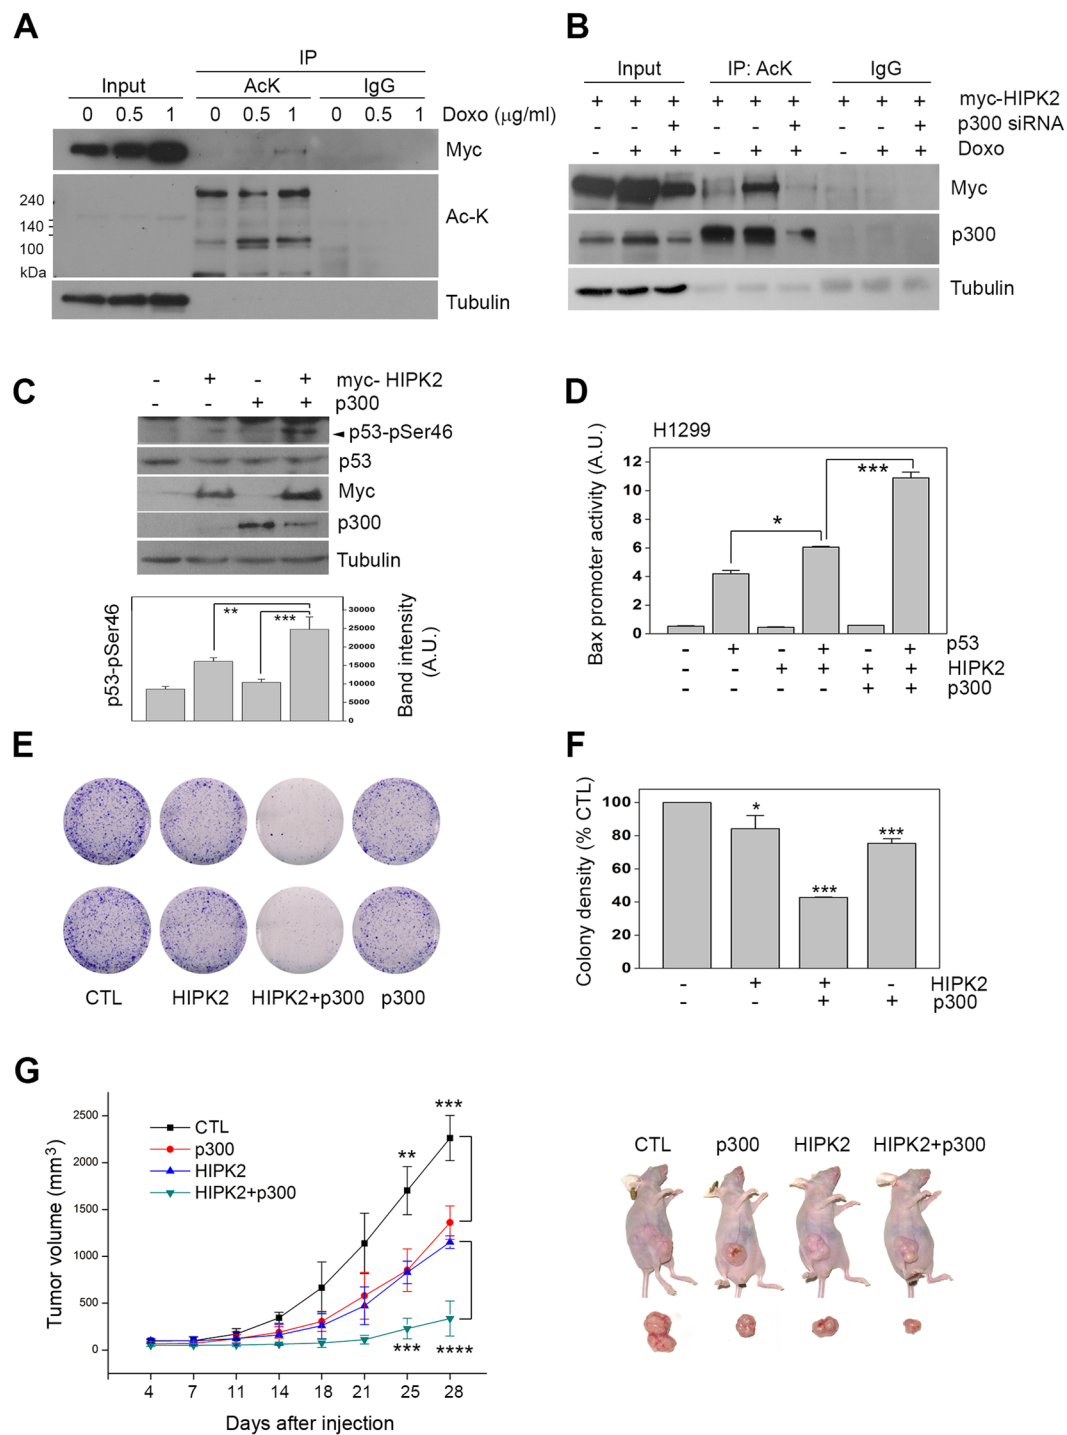 A
IP
Input AcK IgG
0 0.5 1 0 0.5 1 0 0.5 1 Doxo (µg/ml)
Myc
240
140
100
kDa
Ac-K
Tubulin
B
Input IP: AcK IgG
+ + + + + + + + + myc-HIPK2
- - + - - + - - + p300 siRNA
- + + - + + - + + Doxo
Myc
p300
Tubulin
C
- + - + myc- HIPK2
- - + + p300
p53-pSer46
p53
Myc
p300
Tubulin
p53-pSer46
** ***
30000
25000
20000
15000
10000
5000
0
Band intensity
(A.U.)
D
H1299
Bax promoter activity (A.U.)
12
10
8
6
4
2
0
* ***
- + - + - + p53
- - + + + + HIPK2
- - - - + + p300
E
CTL HIPK2 HIPK2+p300 p300
F
Colony density (% CTL)
100
80
60
40
20
0
* *** ***
- + + - HIPK2
- - + + p300
G
Tumor volume (mm3)
2500
2000
1500
1000
500
0
CTL
p300
HIPK2
HIPK2+p300
** ***
*** ****
4 7 11 14 18 21 25 28
Days after injection
CTL p300 HIPK2 HIPK2+p300